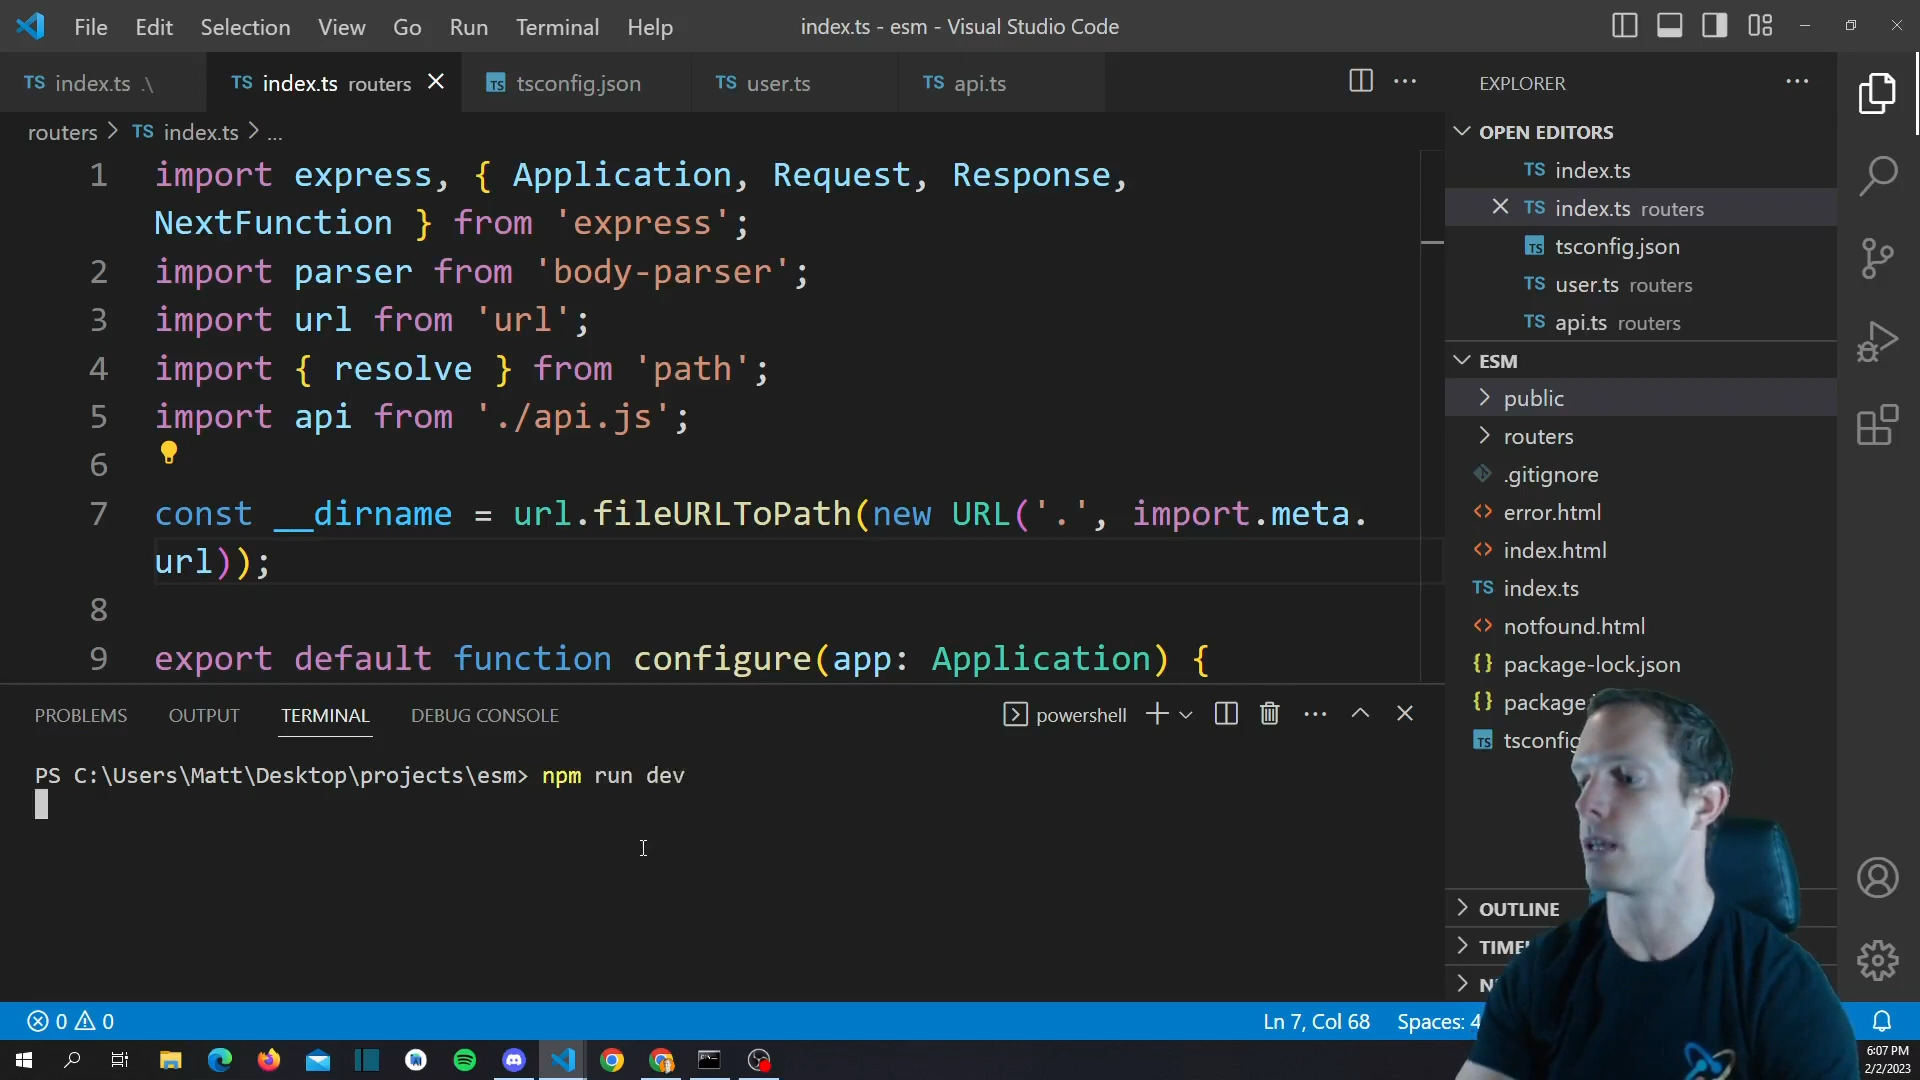 File Edit Selection View Go Run Terminal Help
index.ts - esm - Visual Studio Code
TS index.ts .\
TS index.ts routers
TS tsconfig.json
TS user.ts
TS api.ts
routers > TS index.ts > ...
1 import express, { Application, Request, Response,
NextFunction } from 'express';
2 import parser from 'body-parser';
3 import url from 'url';
4 import { resolve } from 'path';
5 import api from './api.js';
6
7 const __dirname = url.fileURLToPath(new URL('.', import.meta.
url));
8
9 export default function configure(app: Application) {
PROBLEMS OUTPUT TERMINAL DEBUG CONSOLE
powershell
PS C:\Users\Matt\Desktop\projects\esm> npm run dev
EXPLORER
OPEN EDITORS
TS index.ts
TS index.ts routers
TS tsconfig.json
TS user.ts routers
TS api.ts routers
ESM
public
routers
.gitignore
error.html
index.html
TS index.ts
notfound.html
{} package-lock.json
{} package
TS tsconfig
OUTLINE
0 0
Ln 7, Col 68
Spaces: 4
6:07 PM
2/2/2023